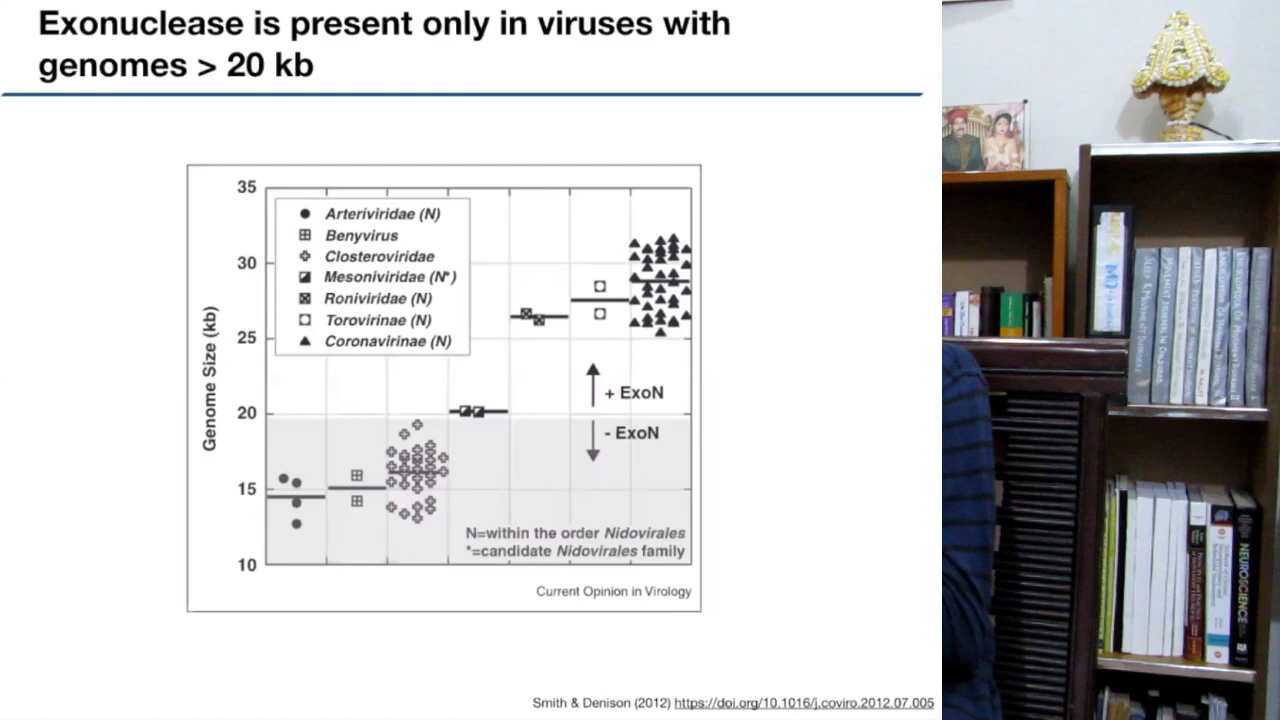 Exonuclease is present only in viruses with
genomes > 20 kb
35
30
25
20
15
10
Genome Size (kb)
Arteriviridae (N)
Benyvirus
Closteroviridae
Mesoniviridae (N*)
Roniviridae (N)
Torovirinae (N)
Coronavirinae (N)
+ ExoN
- ExoN
N=within the order Nidovirales
*=candidate Nidovirales family
Current Opinion in Virology
Smith & Denison (2012) https://doi.org/10.1016/j.coviro.2012.07.005
NEUROSCIENCE